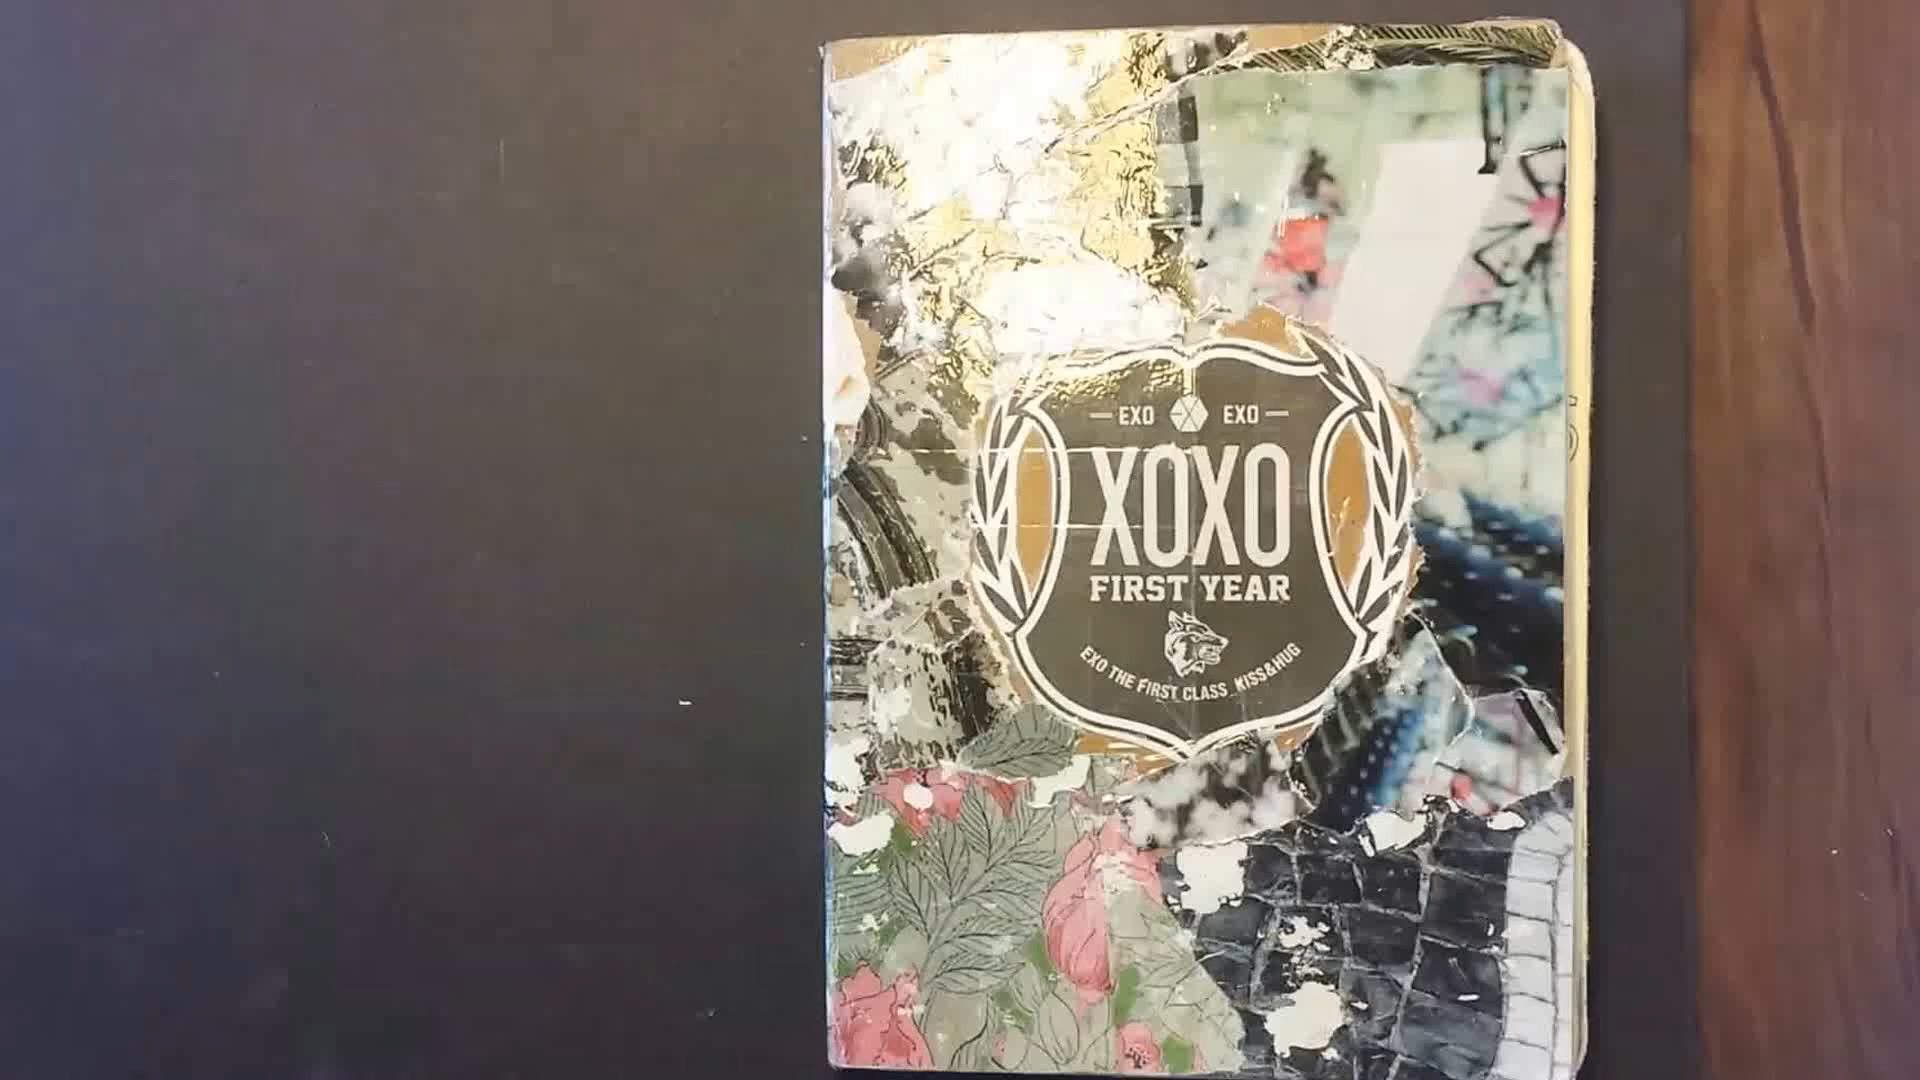 EXO EXO
XOXO
FIRST YEAR
EXO THE FIRST CLASS_KISS&HUG